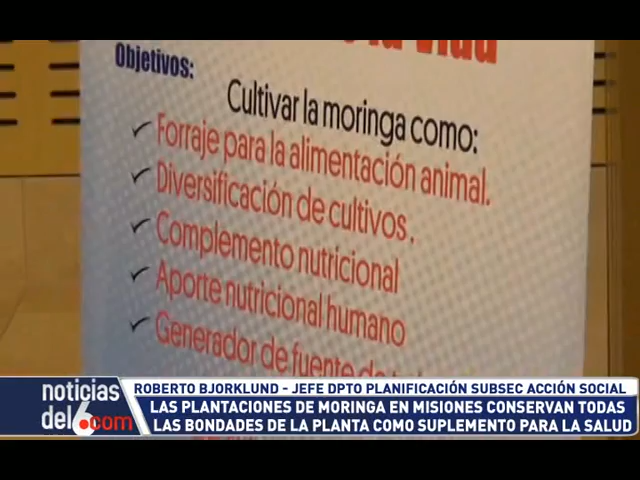 Objetivos:
Cultivar la moringa como:
Forraje para la alimentación animal.
Diversificación de cultivos.
Complemento nutricional
Aporte nutricional humano
Generador de fuente de
noticias
del6.com
ROBERTO BJORKLUND - JEFE DPTO PLANIFICACIÓN SUBSEC ACCIÓN SOCIAL
LAS PLANTACIONES DE MORINGA EN MISIONES CONSERVAN TODAS
LAS BONDADES DE LA PLANTA COMO SUPLEMENTO PARA LA SALUD